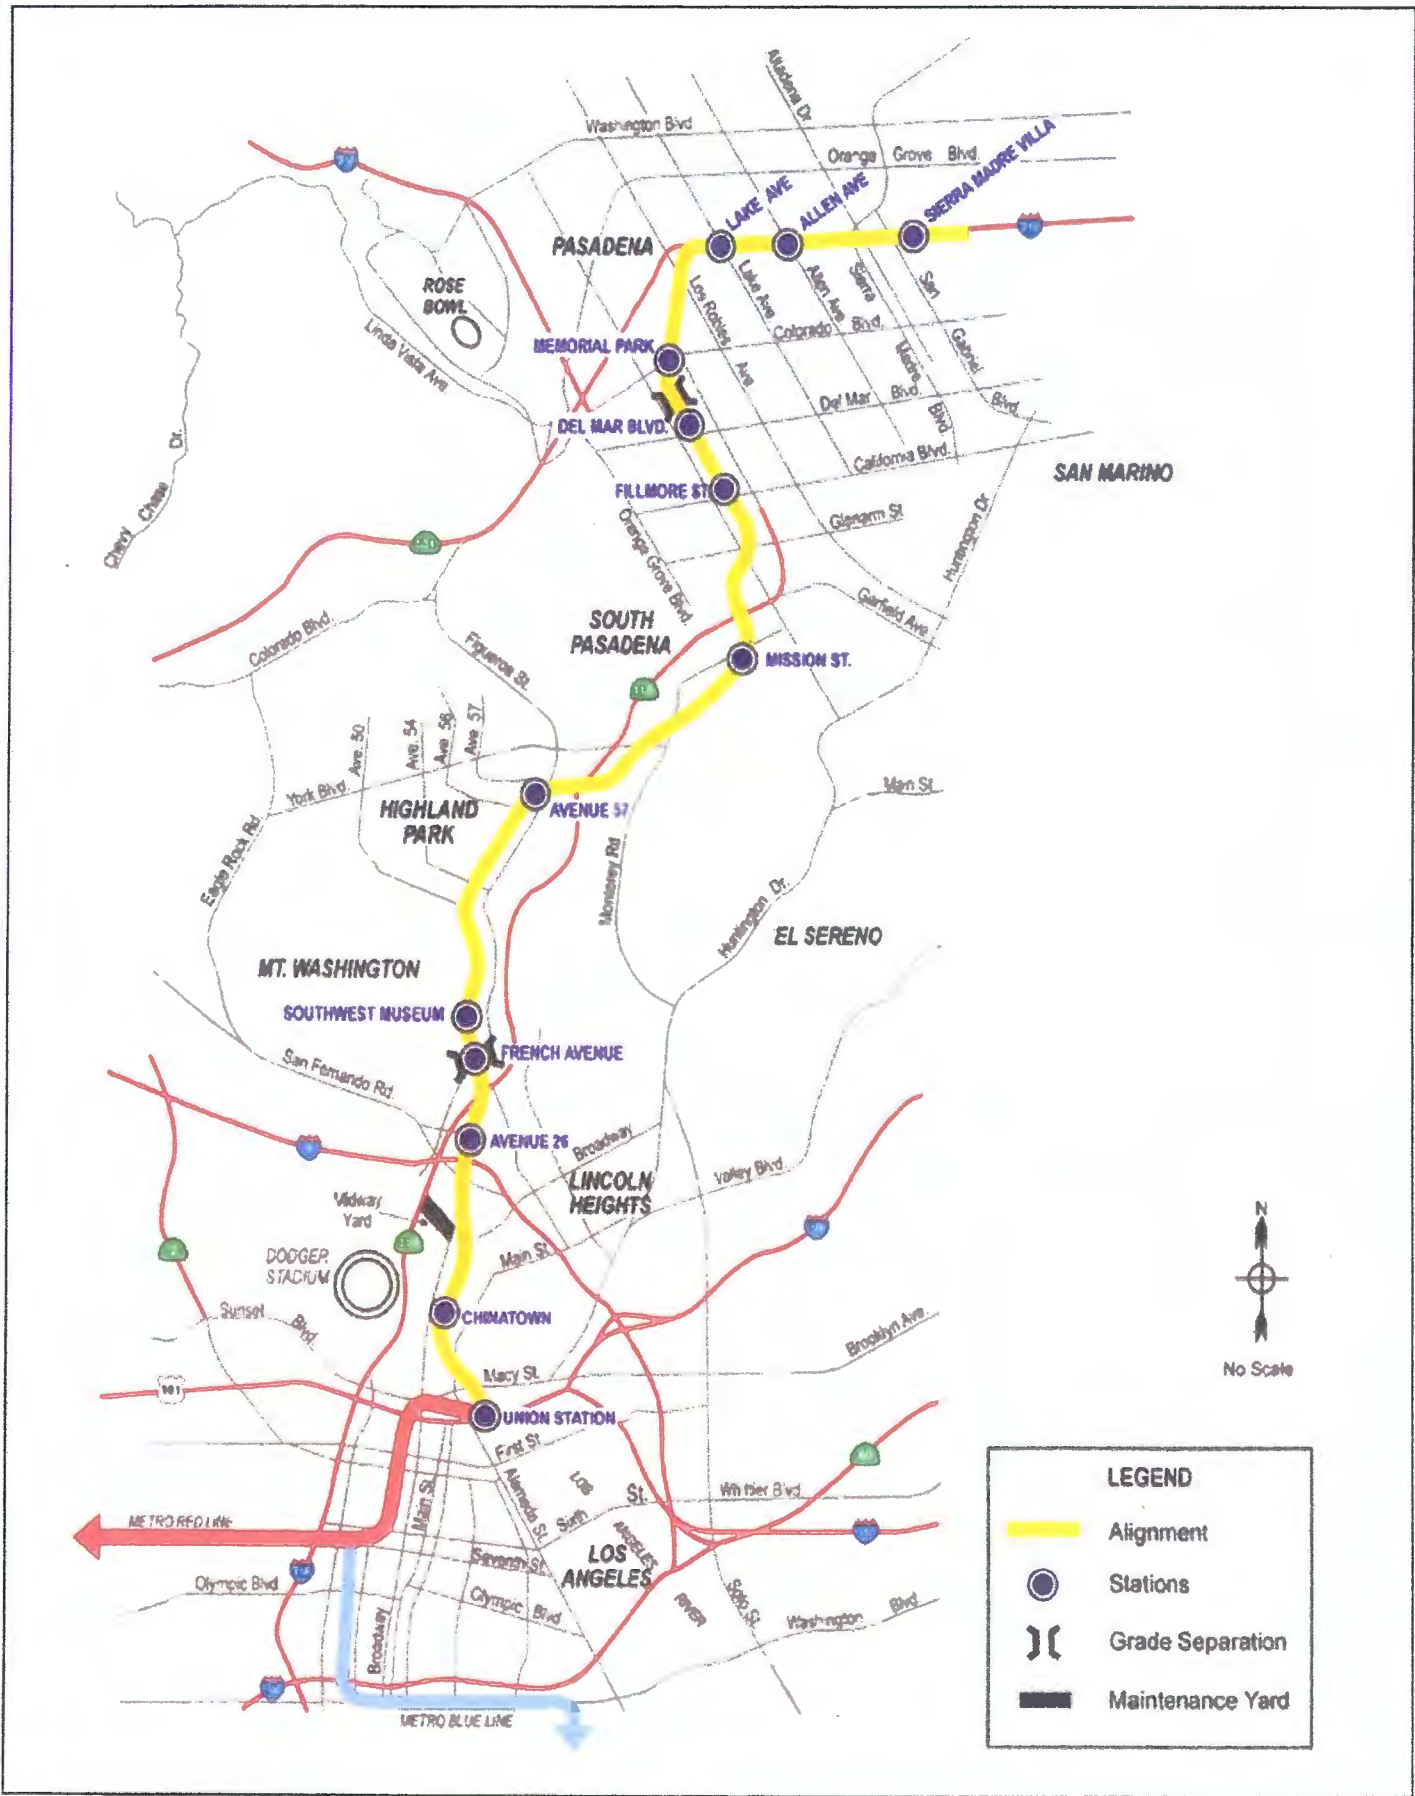 Altadena Dr.
Washington Blvd
Orange Grove Blvd.
SIERRA MADRE VILLA
LAKE AVE
ALLEN AVE
PASADENA
ROSE
BOWL
Los Robles Ave
Lake Ave.
Allen Ave.
Sierra Madre Blvd.
San Gabriel Blvd.
Colorado Blvd.
Linda Vista Ave
MEMORIAL PARK
Del Mar Blvd.
DEL MAR BLVD.
California Blvd.
SAN MARINO
Chevy Chase Dr.
FILLMORE ST
Orange Grove Blvd.
Glenarm St
Huntington Dr
Garfield Ave
SOUTH
PASADENA
Colorado Blvd.
Figueroa St.
MISSION ST.
Ave. 50
Ave. 54
Ave 56
Ave 57
York Blvd
HIGHLAND
PARK
AVENUE 57
Main St.
Eagle Rock Rd
Monterey Rd
Huntington Dr.
EL SERENO
MT. WASHINGTON
SOUTHWEST MUSEUM
FRENCH AVENUE
San Fernando Rd.
AVENUE 26
Broadway
LINCOLN
HEIGHTS
Valley Blvd.
Midway
Yard
DODGER
STADIUM
Main St.
N
Sunset Blvd.
CHINATOWN
Brooklyn Ave.
No Scale
Macy St.
101
UNION STATION
First St
Alameda St.
Main St.
LOS ANGELES RIVER
Sixth St.
Whittier Blvd
METRO RED LINE
Seventh St.
LOS
ANGELES
Olympic Blvd
Olympic Blvd
Soto St
Washington Blvd
Broadway
METRO BLUE LINE
LEGEND
Alignment
Stations
Grade Separation
Maintenance Yard